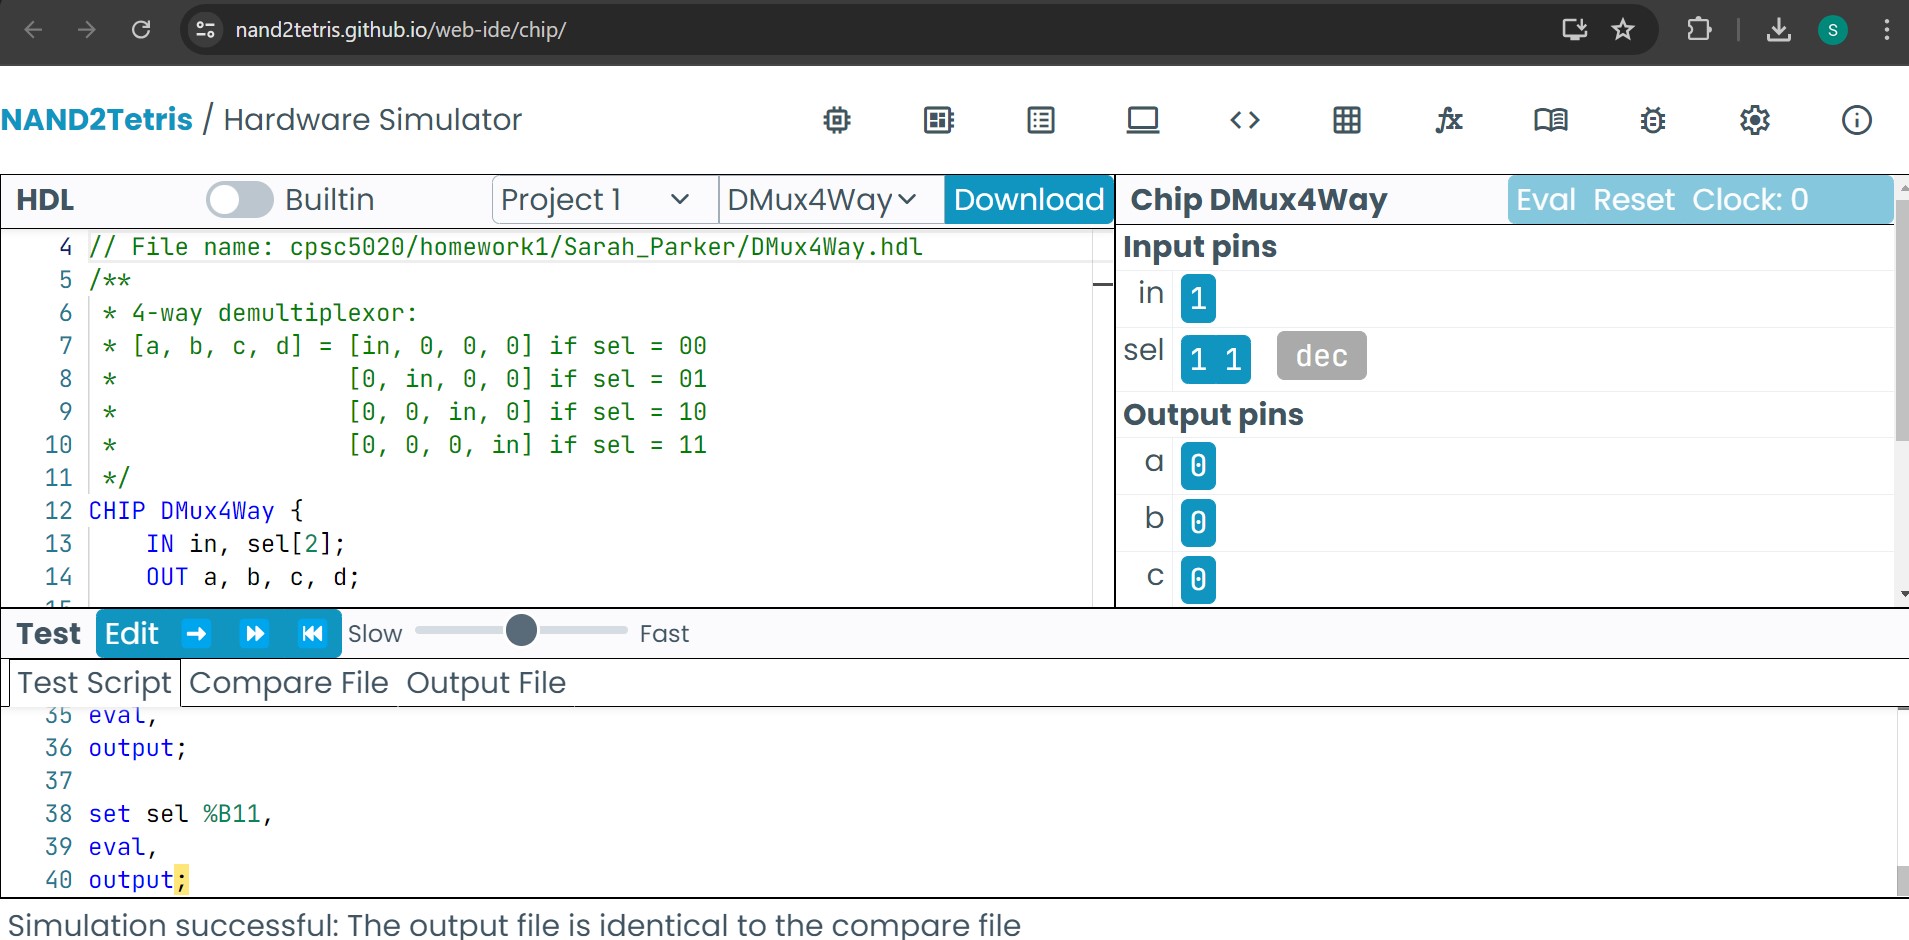 nand2tetris.github.io/web-ide/chip/
S
NAND2Tetris / Hardware Simulator
HDL Builtin Project 1 DMux4Way Download
4 // File name: cpsc5020/homework1/Sarah_Parker/DMux4Way.hdl
5 /**
6 * 4-way demultiplexor:
7 * [a, b, c, d] = [in, 0, 0, 0] if sel = 00
8 * [0, in, 0, 0] if sel = 01
9 * [0, 0, in, 0] if sel = 10
10 * [0, 0, 0, in] if sel = 11
11 */
12 CHIP DMux4Way {
13 IN in, sel[2];
14 OUT a, b, c, d;
15
Chip DMux4Way Eval Reset Clock: 0
Input pins
in 1
sel 1 1 dec
Output pins
a 0
b 0
c 0
Test Edit Slow Fast
Test Script Compare File Output File
35 eval,
36 output;
37
38 set sel %B11,
39 eval,
40 output;
Simulation successful: The output file is identical to the compare file